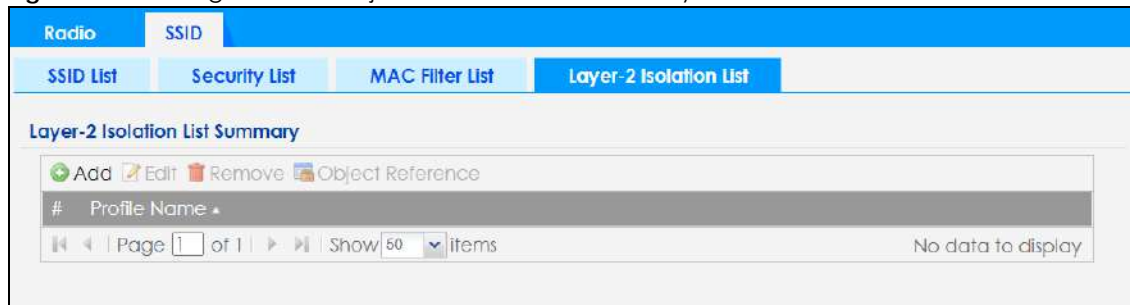 Radio SSID
SSID List Security List MAC Filter List Layer-2 Isolation List
Layer-2 Isolation List Summary
Add Edit Remove Object Reference
# Profile Name
Page 1 of 1 Show 50 items No data to display